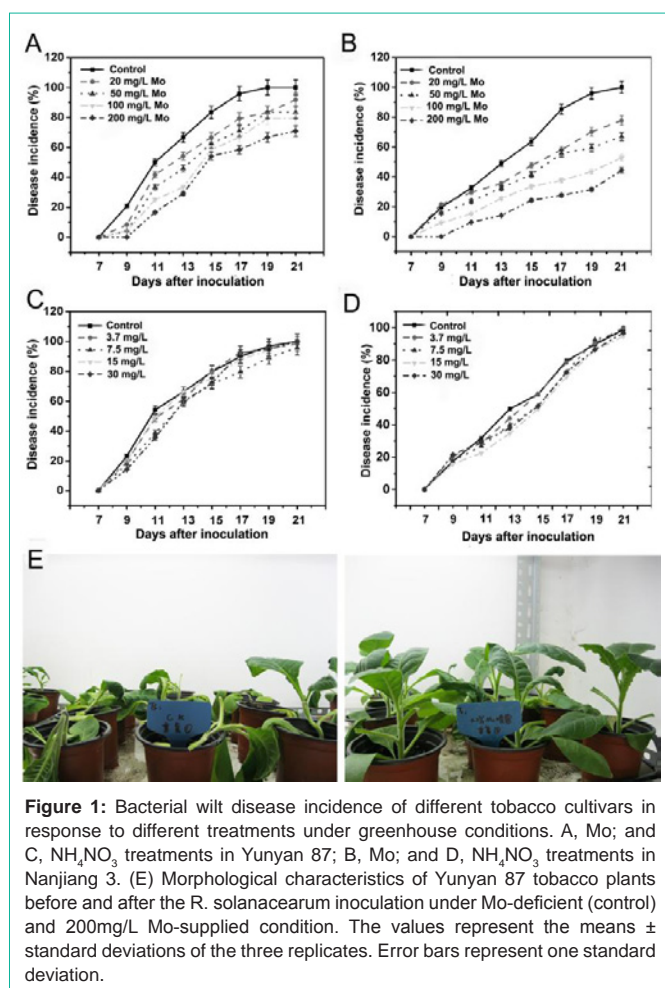 A
B
120
100
80
60
40
20
0
Disease incidence (%)
Control
20 mg/L Mo
50 mg/L Mo
100 mg/L Mo
200 mg/L Mo
7 9 11 13 15 17 19 21
Days after inoculation
120
100
80
60
40
20
0
Disease incidence (%)
Control
20 mg/L Mo
50 mg/L Mo
100 mg/L Mo
200 mg/L Mo
7 9 11 13 15 17 19 21
Days after inoculation
C
D
120
100
80
60
40
20
0
Disease incidence (%)
Control
3.7 mg/L
7.5 mg/L
15 mg/L
30 mg/L
7 9 11 13 15 17 19 21
Days after inoculation
100
80
60
40
20
0
Disease incidence (%)
Control
3.7 mg/L
7.5 mg/L
15 mg/L
30 mg/L
7 9 11 13 15 17 19 21
Days after inoculation
E
Figure 1: Bacterial wilt disease incidence of different tobacco cultivars in
response to different treatments under greenhouse conditions. A, Mo; and
C, NH₄NO₃ treatments in Yunyan 87; B, Mo; and D, NH₄NO₃ treatments in
Nanjiang 3. (E) Morphological characteristics of Yunyan 87 tobacco plants
before and after the R. solanacearum inoculation under Mo-deficient (control)
and 200mg/L Mo-supplied condition. The values represent the means ±
standard deviations of the three replicates. Error bars represent one standard
deviation.